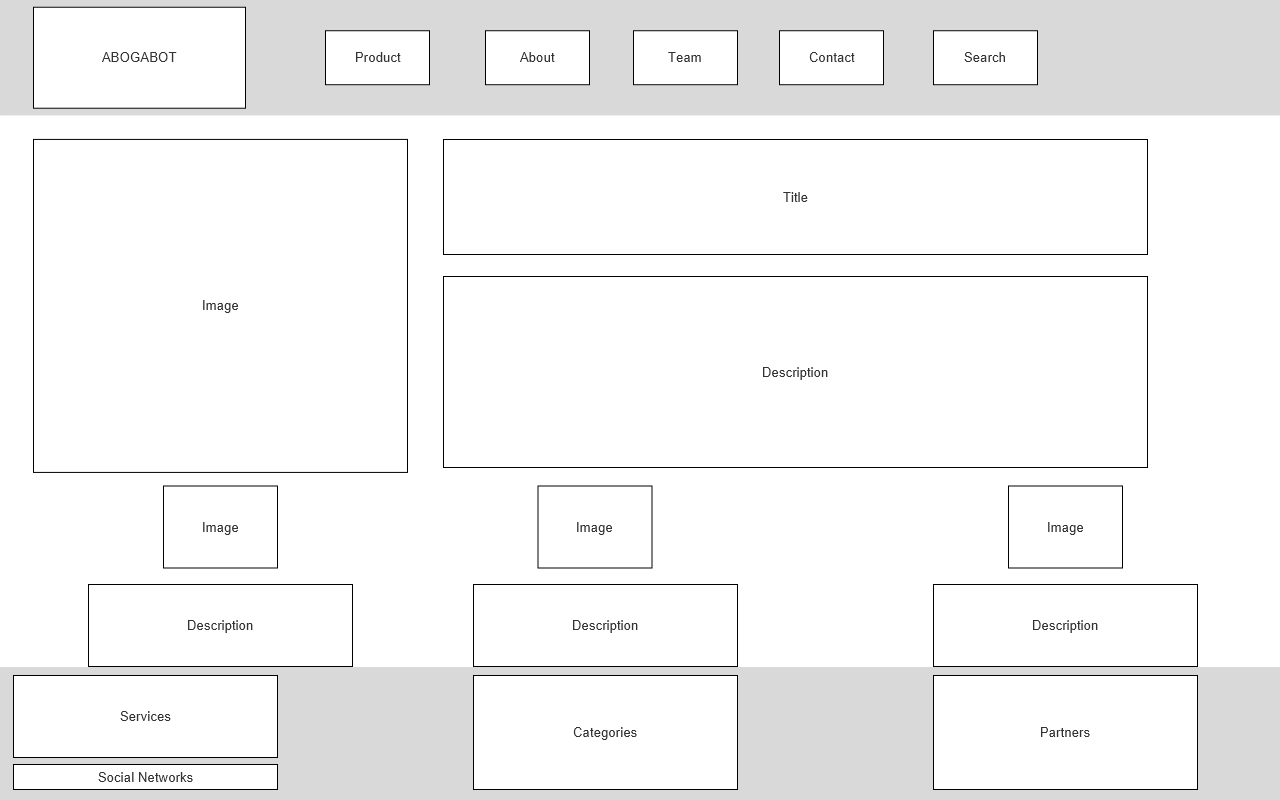 ABOGABOT
Product
About
Team
Contact
Search
Image
Title
Description
Image
Image
Image
Description
Description
Description
Services
Categories
Partners
Social Networks